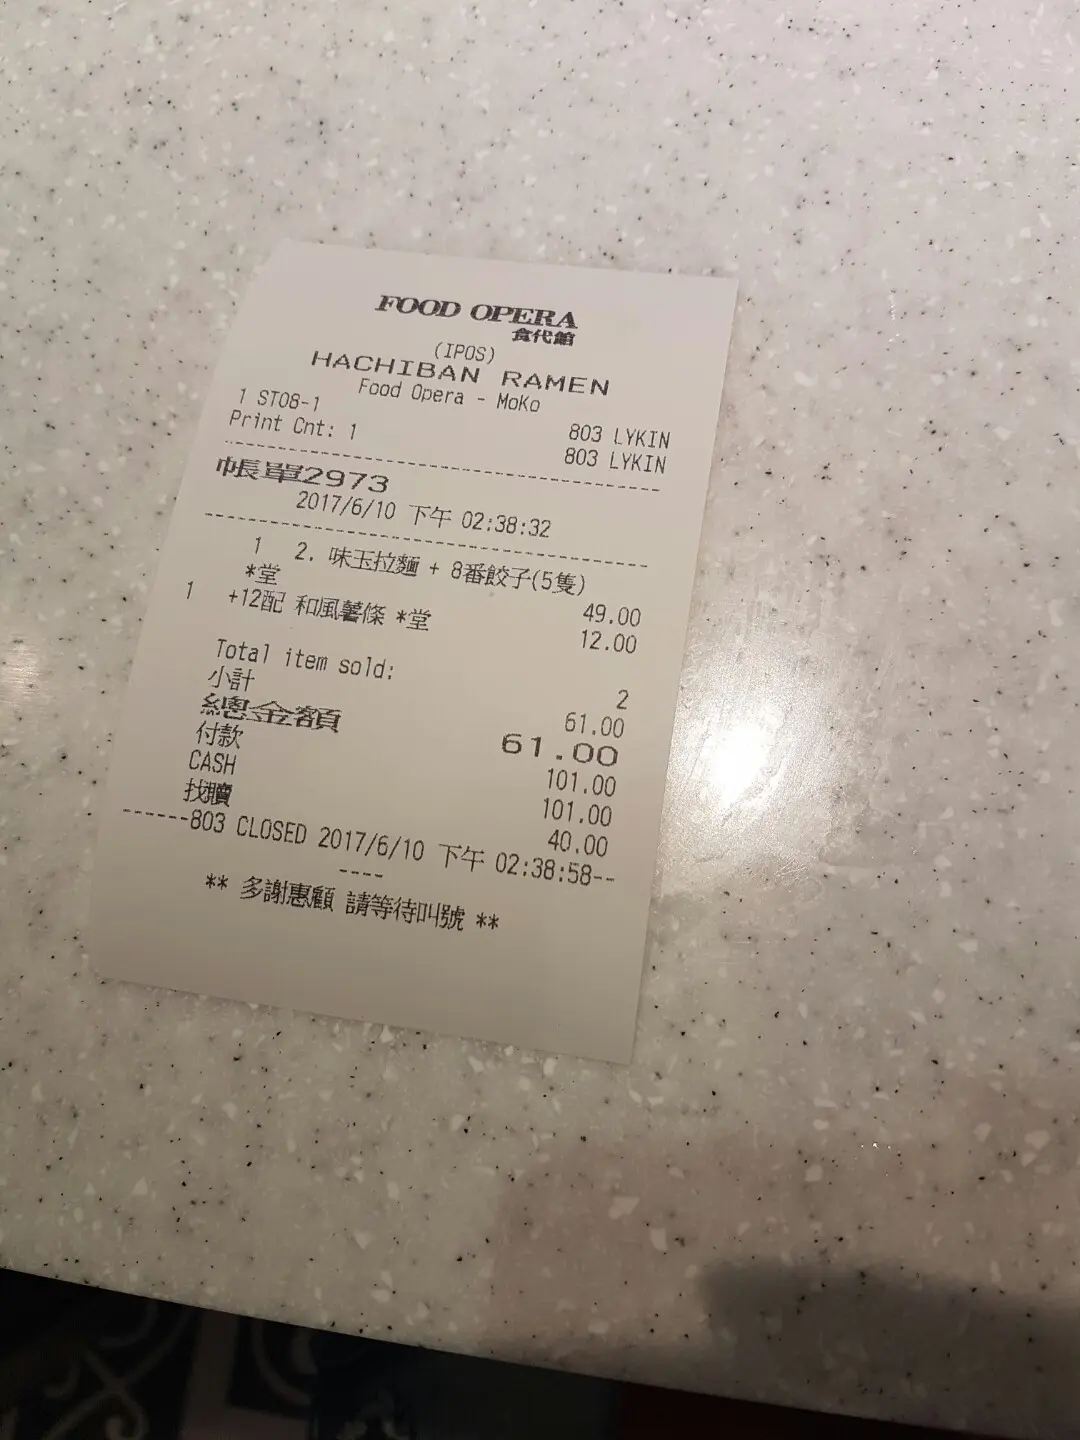 FOOD OPERA
食代館
(IPOS)
HACHIBAN RAMEN
Food Opera - MoKo
1 ST08-1 803 LYKIN
Print Cnt: 1 803 LYKIN
帳單2973
2017/6/10 下午 02:38:32
1 2. 味玉拉麵 + 8番餃子(5隻)
*堂 49.00
1 +12配 和風薯條 *堂 12.00
Total item sold: 2
小計 61.00
總金額 61.00
付款 101.00
CASH 101.00
找贖 40.00
------803 CLOSED 2017/6/10 下午 02:38:58--
----
** 多謝惠顧 請等待叫號 **